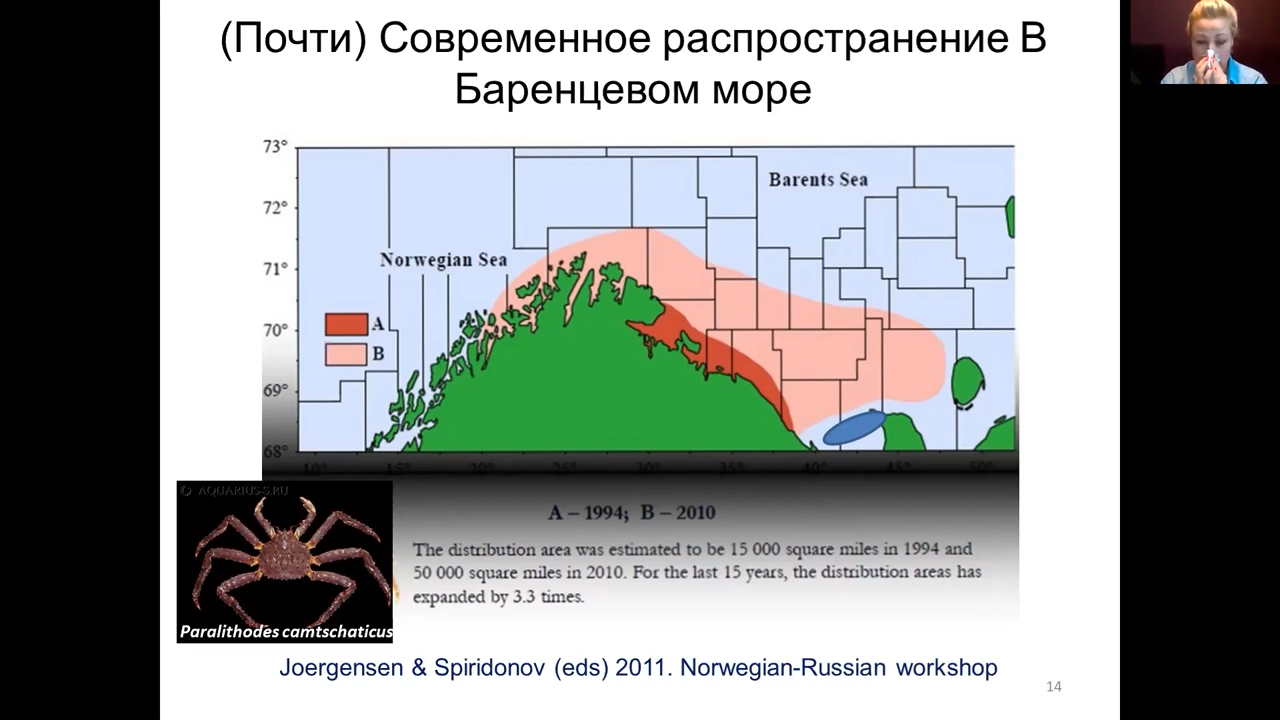 (Почти) Современное распространение В
Баренцевом море
73°
72°
71°
70°
69°
68°
Barents Sea
Norwegian Sea
A
B
10° 15° 20° 25° 30° 35° 40° 45° 50°
A – 1994; B – 2010
The distribution area was estimated to be 15 000 square miles in 1994 and
50 000 square miles in 2010. For the last 15 years, the distribution areas has
expanded by 3.3 times.
© AQUARIUS-S.RU
Paralithodes camtschaticus
Joergensen & Spiridonov (eds) 2011. Norwegian-Russian workshop
14